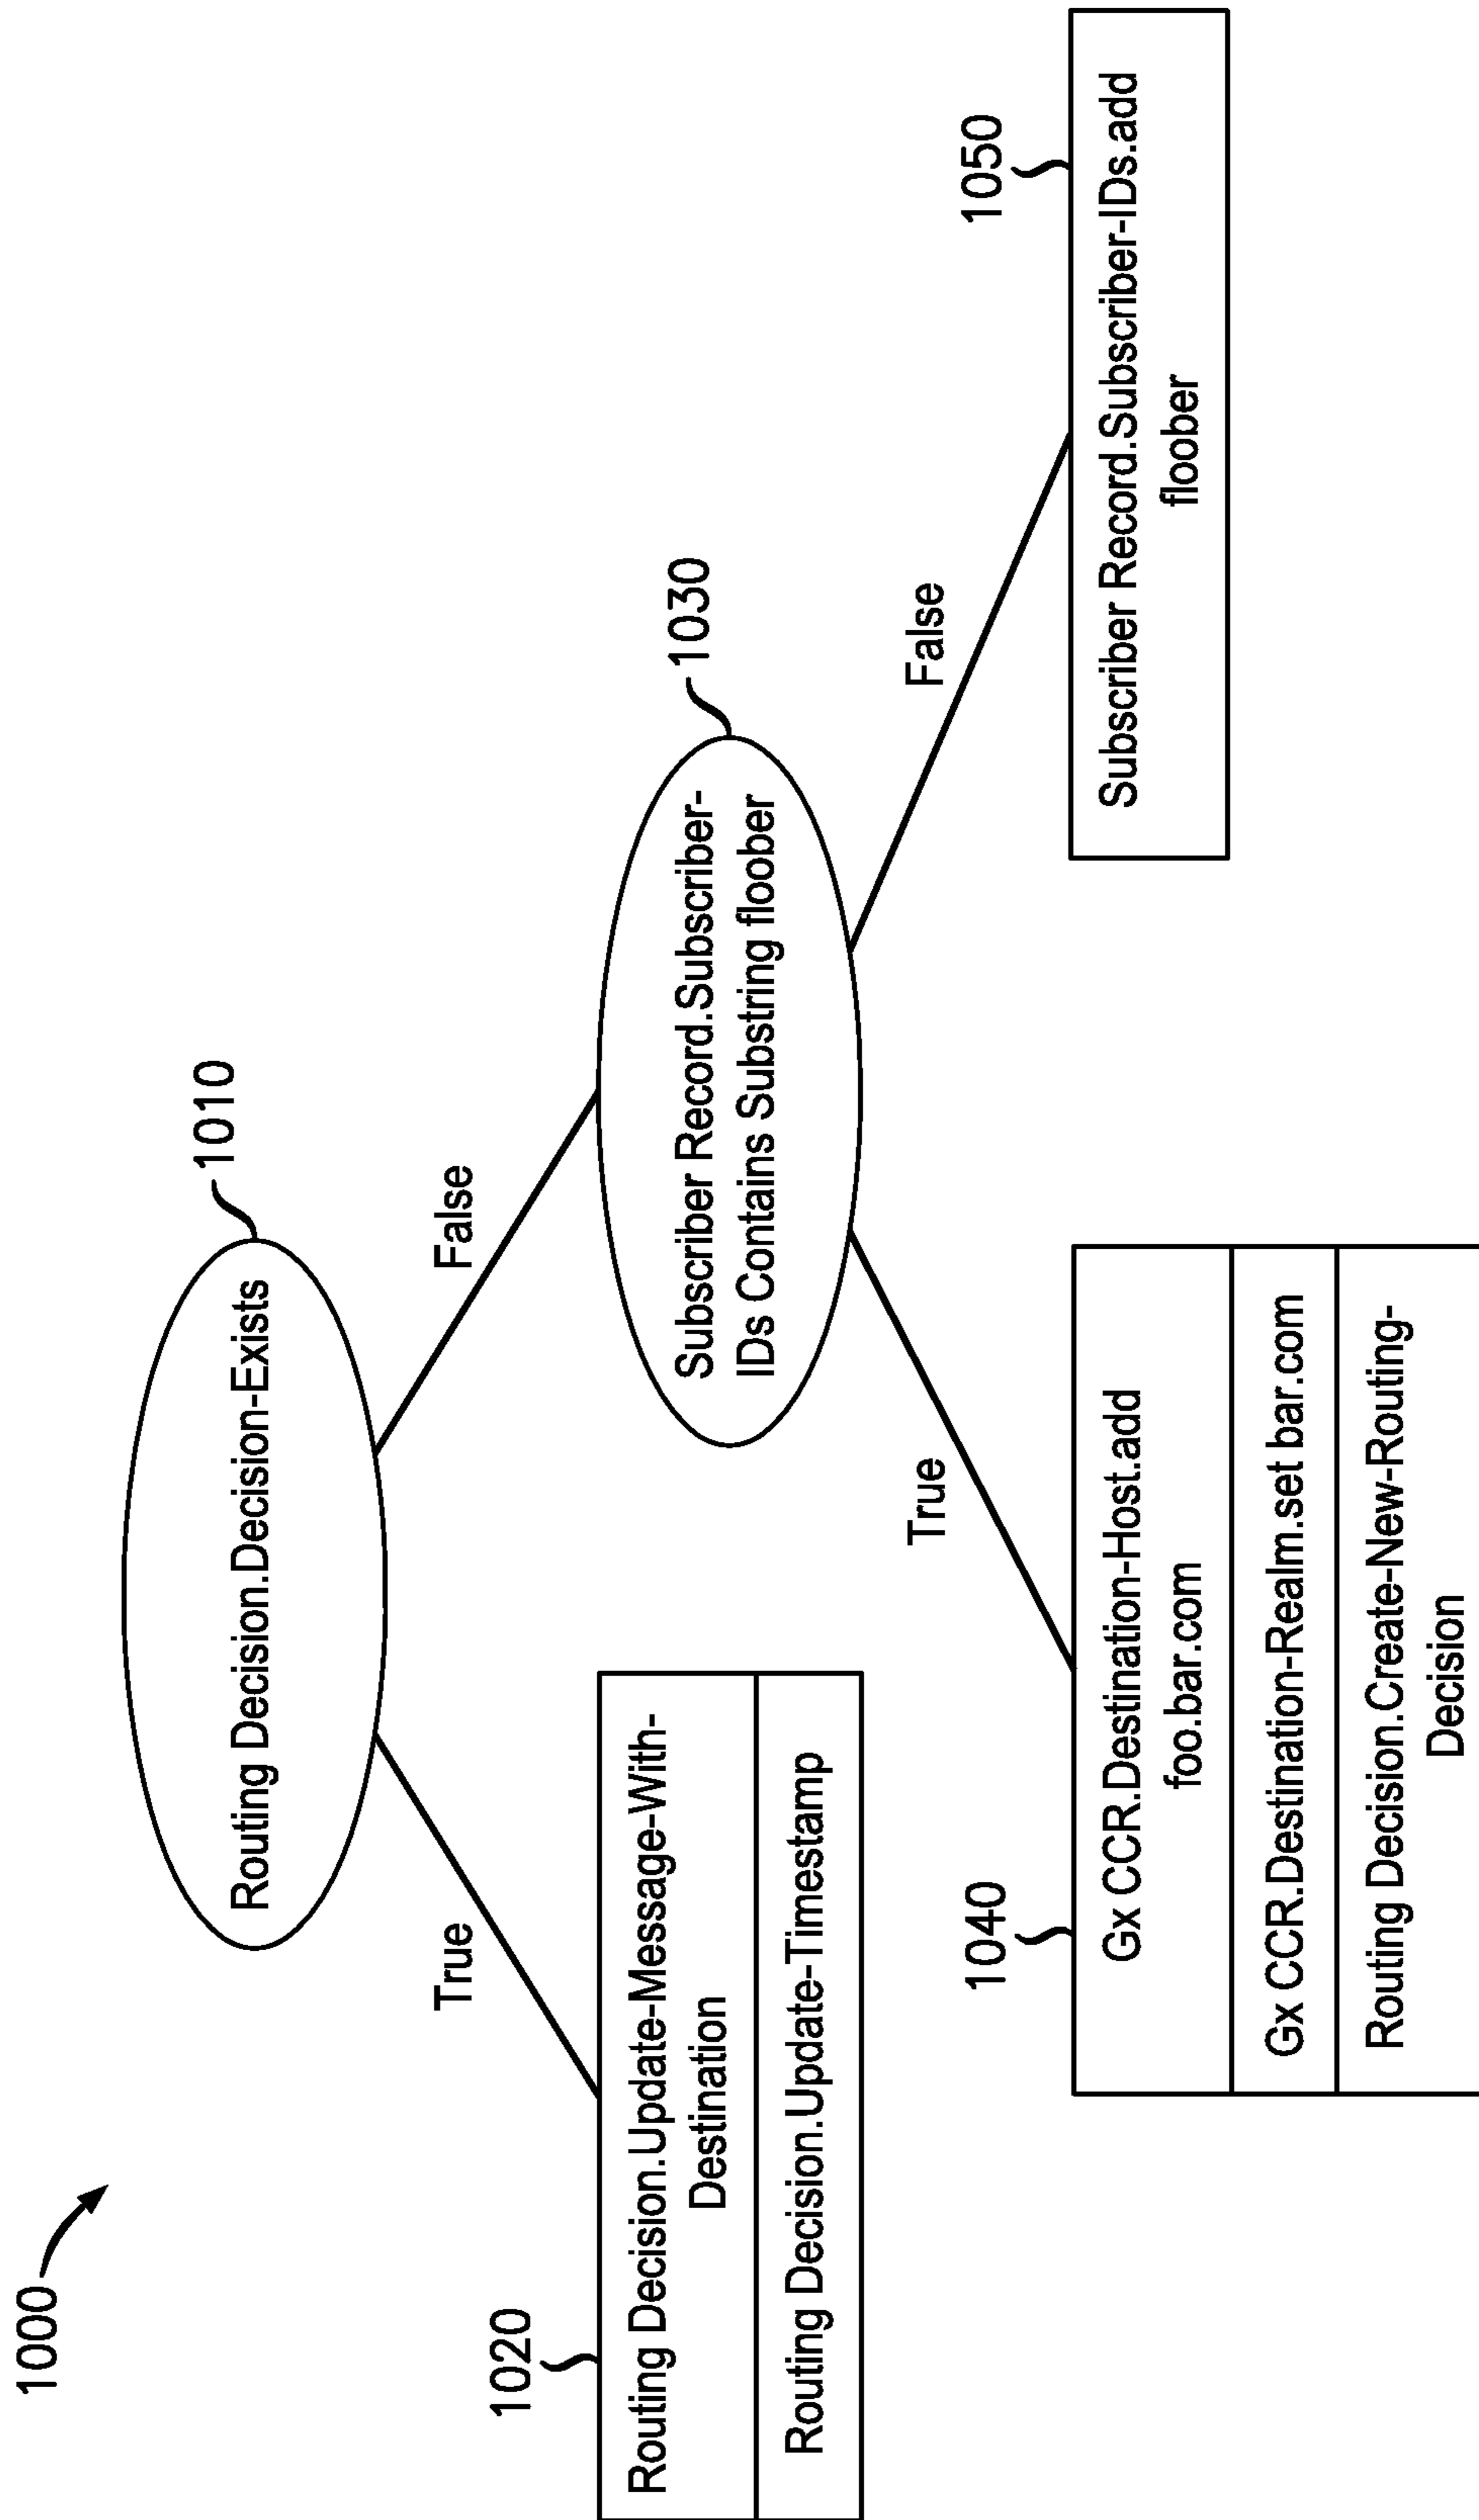 1000
1010
Routing Decision.Decision-Exists
True
False
1020
Routing Decision.Update-Message-With-
Destination
Routing Decision.Update-Timestamp
1030
Subscriber Record.Subscriber-
IDs Contains Substring floober
True
False
1040
Gx CCR.Destination-Host.add
foo.bar.com
Gx CCR.Destination-Realm.set bar.com
Routing Decision.Create-New-Routing-
Decision
1050
Subscriber Record.Subscriber-IDs.add
floober